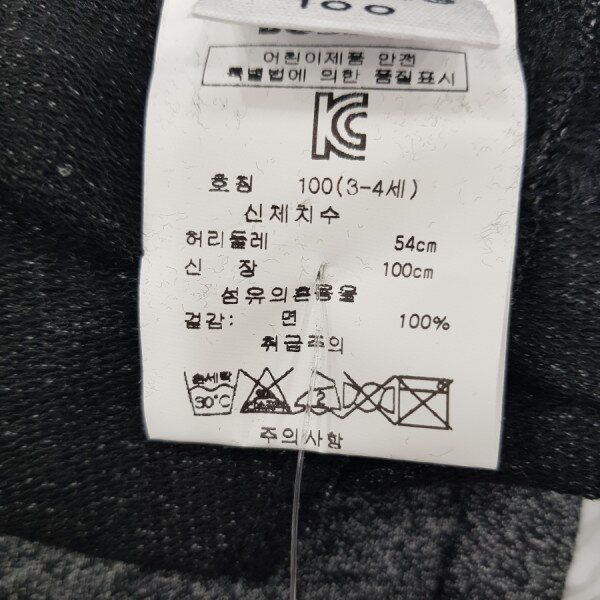 100
어린이제품 안전
특별법에 의한 품질표시
호칭 100(3-4세)
신체치수
허리둘레 54cm
신 장 100cm
섬유의혼용율
겉감: 면 100%
취급주의
손세탁
30°C
2
주의사항